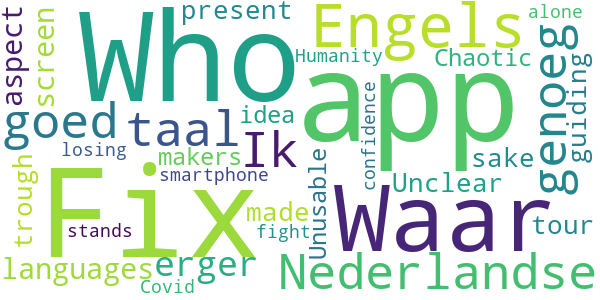 Who
present
Engels
alone
aspect
screen
Humanity
Chaotic
app
genoeg
guiding
goed
taal
idea
Ik
confidence
losing
makers
sake
smartphone
Fix
Waar
Unusable
Unclear
trough
made
tour
stands
fight
languages
erger
Nederlandse
Covid